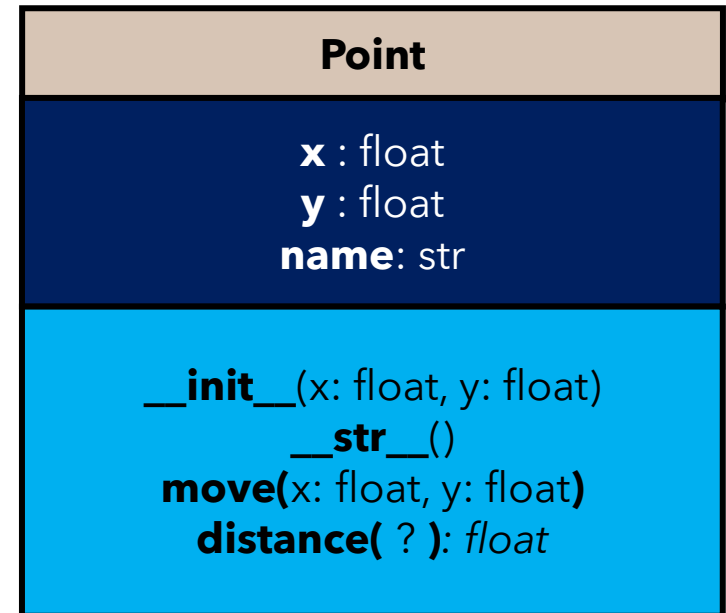 Point
x : float
y : float
name: str
__init__(x: float, y: float)
__str__()
move(x: float, y: float)
distance( ? ): float